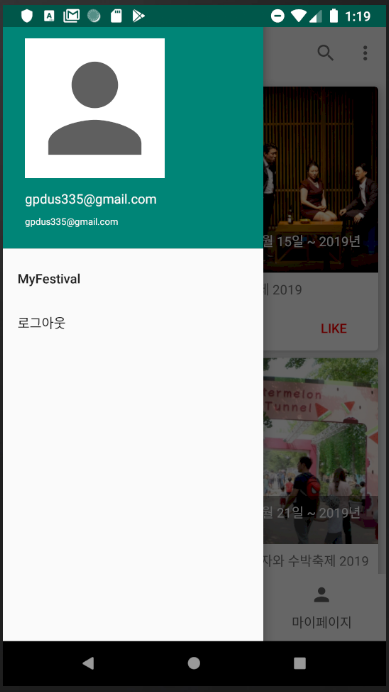 1:19
gpdus335@gmail.com
gpdus335@gmail.com
MyFestival
로그아웃
월 15일 ~ 2019년
제 2019
LIKE
Watermelon
Tunnel
월 21일 ~ 2019년
자와 수박축제 2019
마이페이지